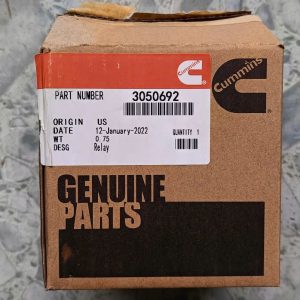 Cummins
Cummins
PART NUMBER 3050692
ORIGIN US
DATE 12-January-2022 QUANTITY 1
WT 0.75
DESG Relay
GENUINE
PARTS